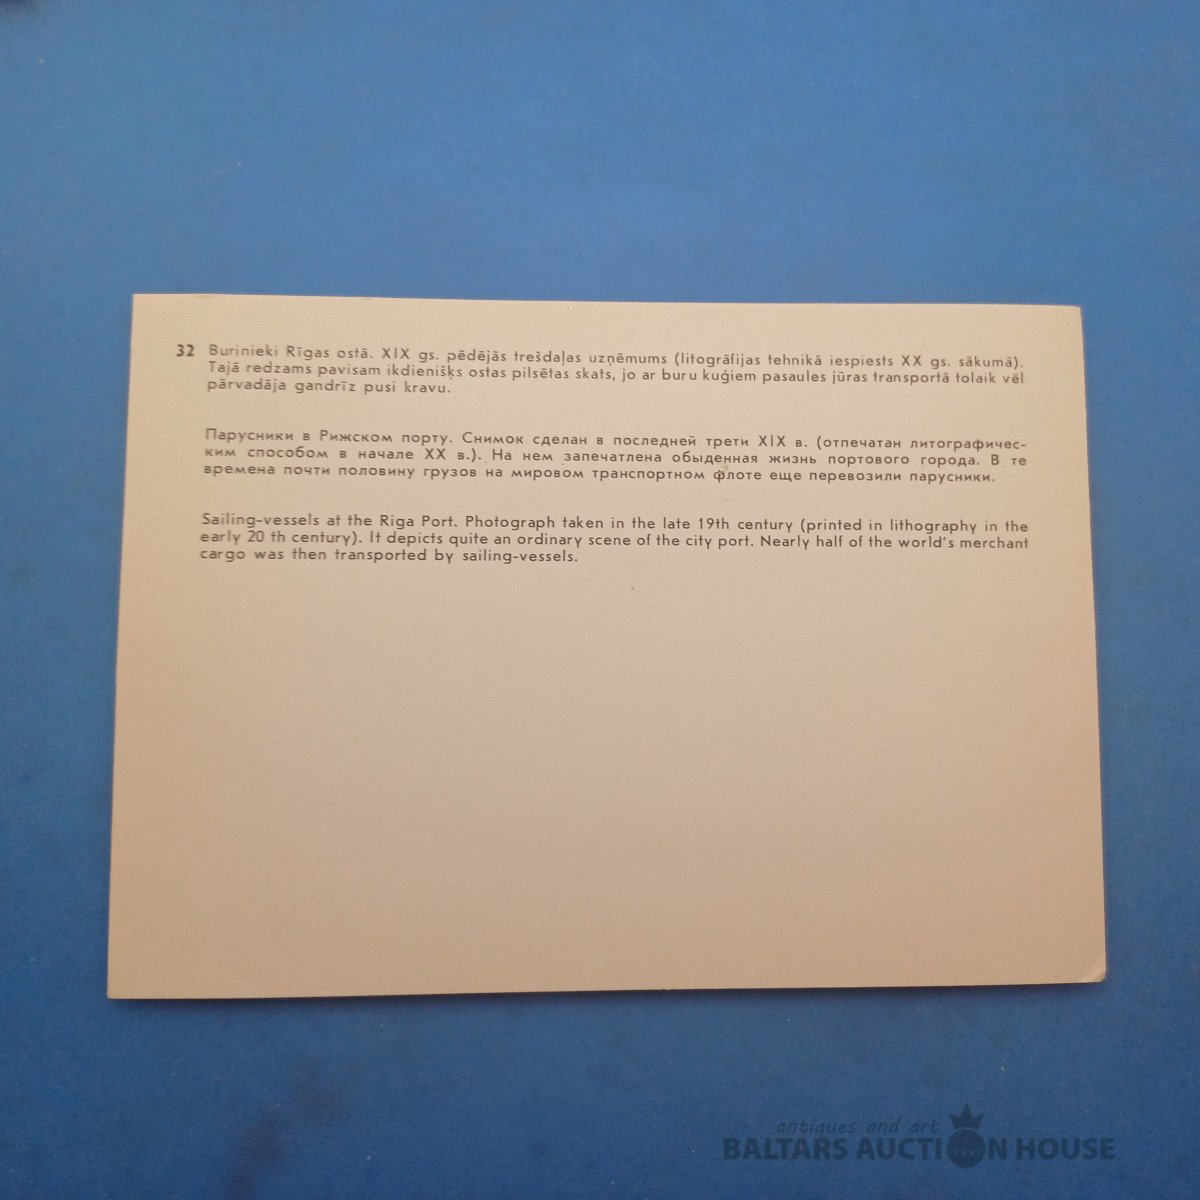 32 Burinieki Rīgas ostā. XIX gs. pēdējās trešdaļas uzņēmums (litogrāfijas tehnikā iespiests XX gs. sākumā).
Tajā redzams pavisam ikdienišķs ostas pilsētas skats, jo ar buru kuģiem pasaules jūras transportā tolaik vēl
pārvadāja gandrīz pusi kravu.
Парусники в Рижском порту. Снимок сделан в последней трети XIX в. (отпечатан литографичес-
ким способом в начале XX в.). На нем запечатлена обыденная жизнь портового города. В те
времена почти половину грузов на мировом транспортном флоте еще перевозили парусники.
Sailing-vessels at the Riga Port. Photograph taken in the late 19th century (printed in lithography in the
early 20 th century). It depicts quite an ordinary scene of the city port. Nearly half of the world's merchant
cargo was then transported by sailing-vessels.
antiques and art
BALTARS AUCTION HOUSE